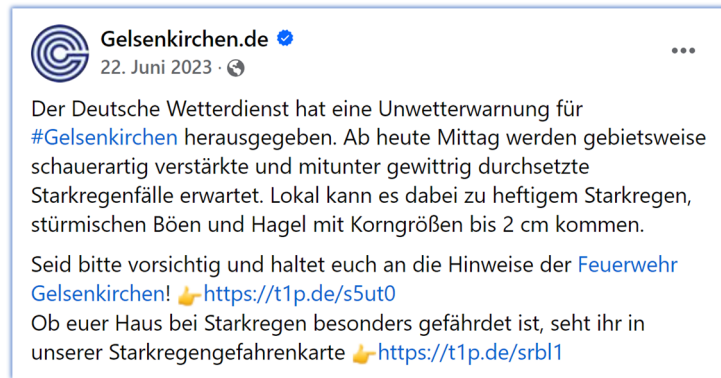 Gelsenkirchen.de
22. Juni 2023 ·
Der Deutsche Wetterdienst hat eine Unwetterwarnung für
#Gelsenkirchen herausgegeben. Ab heute Mittag werden gebietsweise
schauerartig verstärkte und mitunter gewittrig durchsetzte
Starkregenfälle erwartet. Lokal kann es dabei zu heftigem Starkregen,
stürmischen Böen und Hagel mit Korngrößen bis 2 cm kommen.
Seid bitte vorsichtig und haltet euch an die Hinweise der Feuerwehr
Gelsenkirchen! 👉https://t1p.de/s5ut0
Ob euer Haus bei Starkregen besonders gefährdet ist, seht ihr in
unserer Starkregengefahrenkarte 👉https://t1p.de/srbl1